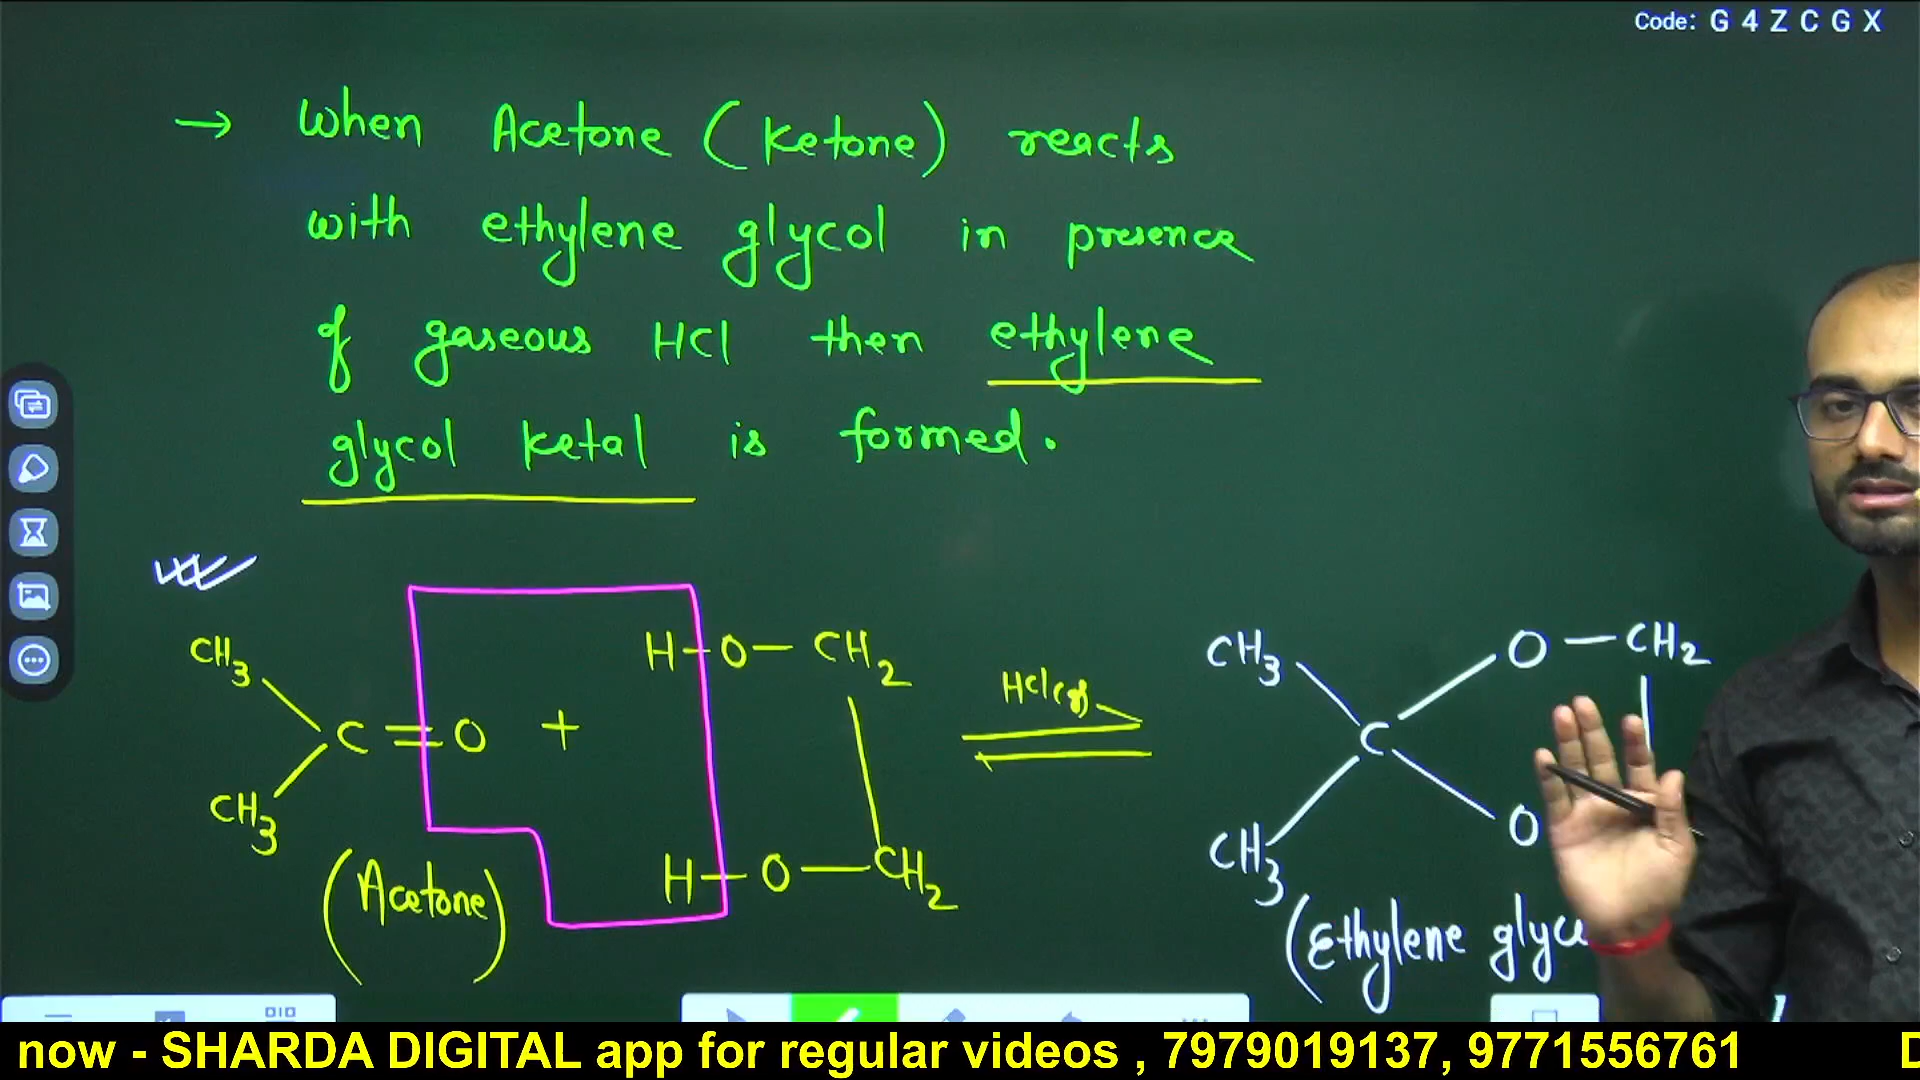 Code: G 4 Z C G X
→ When Acetone (Ketone) reacts
with ethylene glycol in presence
of gaseous HCl then ethylene
glycol ketal is formed.
CH3 H-O-CH2 CH3 O-CH2
C=O + HCl(g) C
CH3 H-O-CH2 CH3 O
(Acetone) (Ethylene glyc
now - SHARDA DIGITAL app for regular videos , 7979019137, 9771556761 D